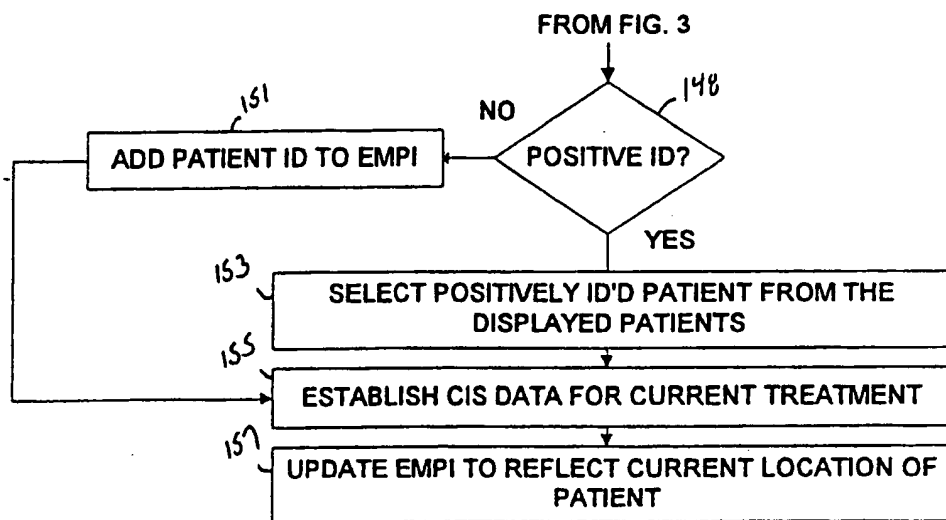 FROM FIG. 3
148
NO
POSITIVE ID?
151
ADD PATIENT ID TO EMPI
YES
153
SELECT POSITIVELY ID'D PATIENT FROM THE
DISPLAYED PATIENTS
155
ESTABLISH CIS DATA FOR CURRENT TREATMENT
157
UPDATE EMPI TO REFLECT CURRENT LOCATION OF
PATIENT